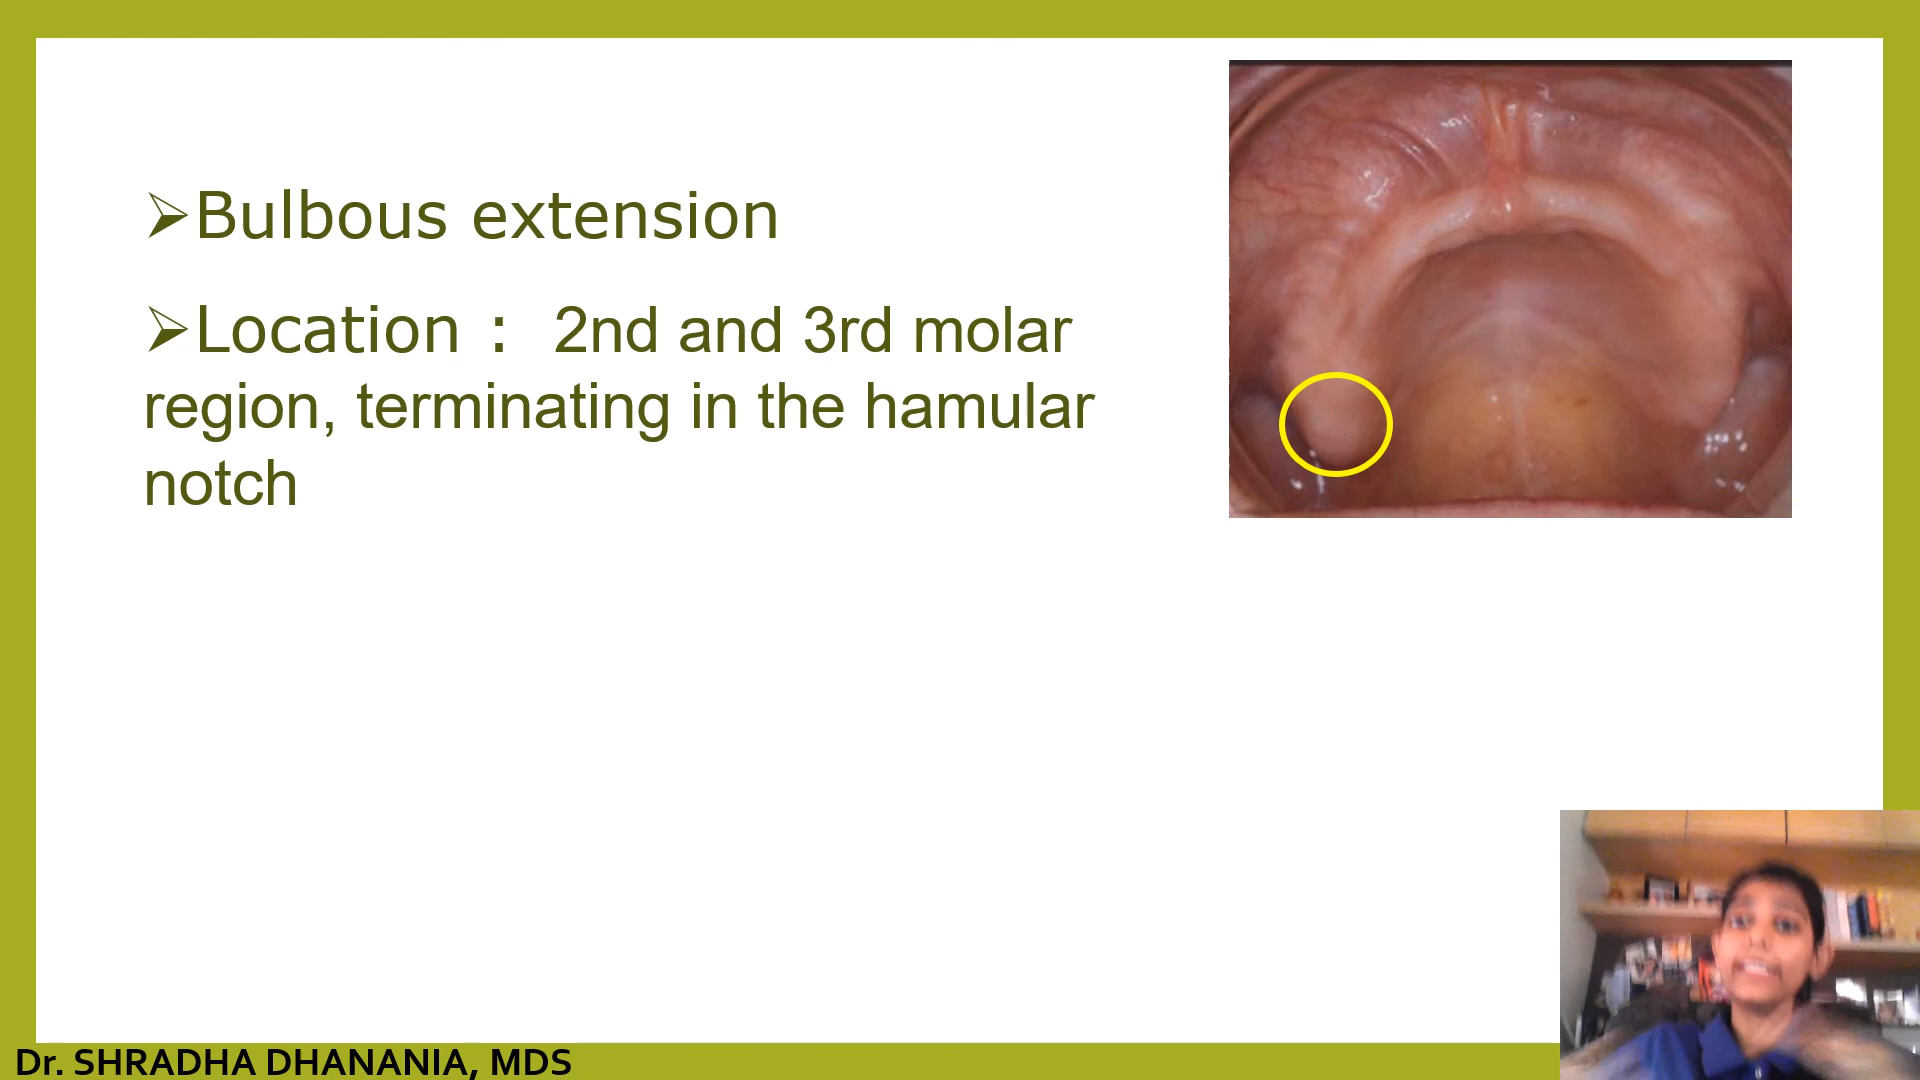 ➢Bulbous extension
➢Location : 2nd and 3rd molar
region, terminating in the hamular
notch
Dr. SHRADHA DHANANIA, MDS